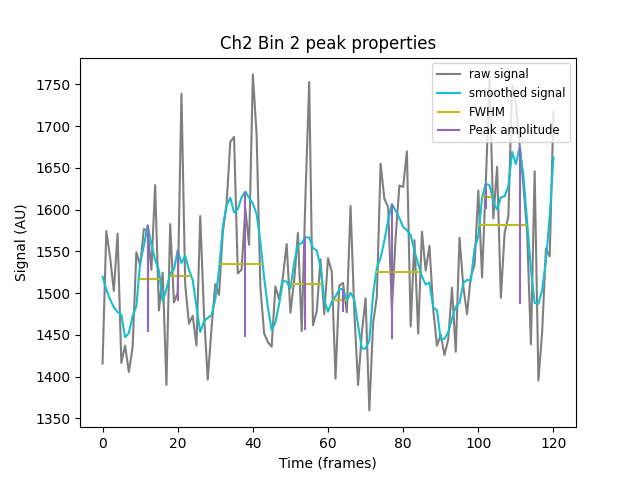 Ch2 Bin 2 peak properties
raw signal
smoothed signal
FWHM
Peak amplitude
Signal (AU)
1750
1700
1650
1600
1550
1500
1450
1400
1350
0 20 40 60 80 100 120
Time (frames)